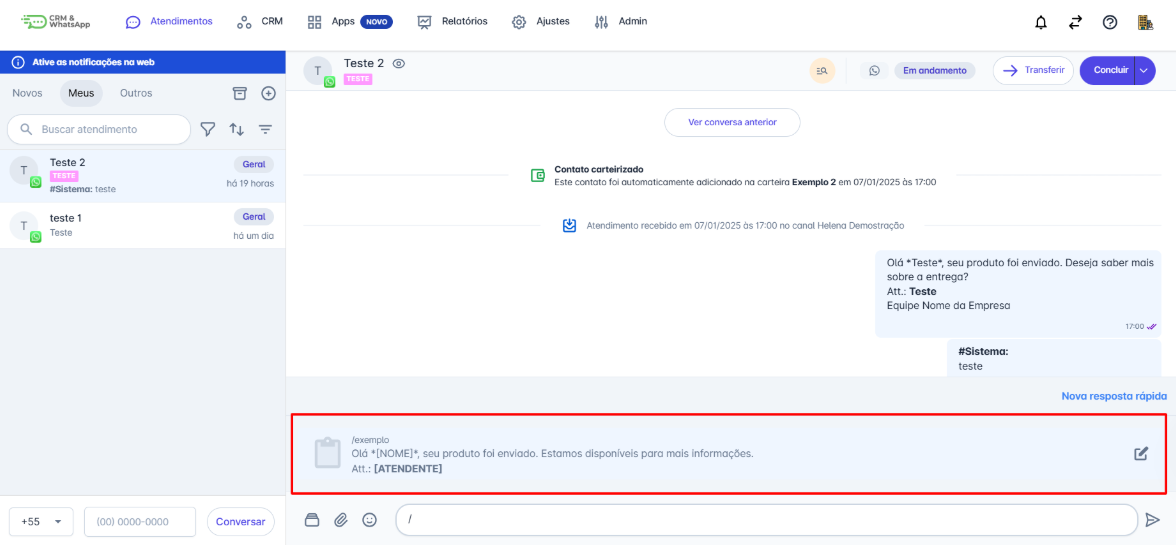 CRM &
WhatsApp
Atendimentos
CRM
Apps NOVO
Relatórios
Ajustes
Admin
Ative as notificações na web
Novos
Meus
Outros
Buscar atendimento
T
Teste 2
Geral
TESTE
#Sistema: teste
há 19 horas
T
teste 1
Geral
Teste
há um dia
+55
(00) 0000-0000
Conversar
T
Teste 2
TESTE
Em andamento
Transferir
Concluir
Ver conversa anterior
Contato carteirizado
Este contato foi automaticamente adicionado na carteira Exemplo 2 em 07/01/2025 às 17:00
Atendimento recebido em 07/01/2025 às 17:00 no canal Helena Demostração
Olá *Teste*, seu produto foi enviado. Deseja saber mais
sobre a entrega?
Att.: Teste
Equipe Nome da Empresa
17:00
#Sistema:
teste
Nova resposta rápida
/exemplo
Olá *[NOME]*, seu produto foi enviado. Estamos disponíveis para mais informações.
Att.: [ATENDENTE]
/